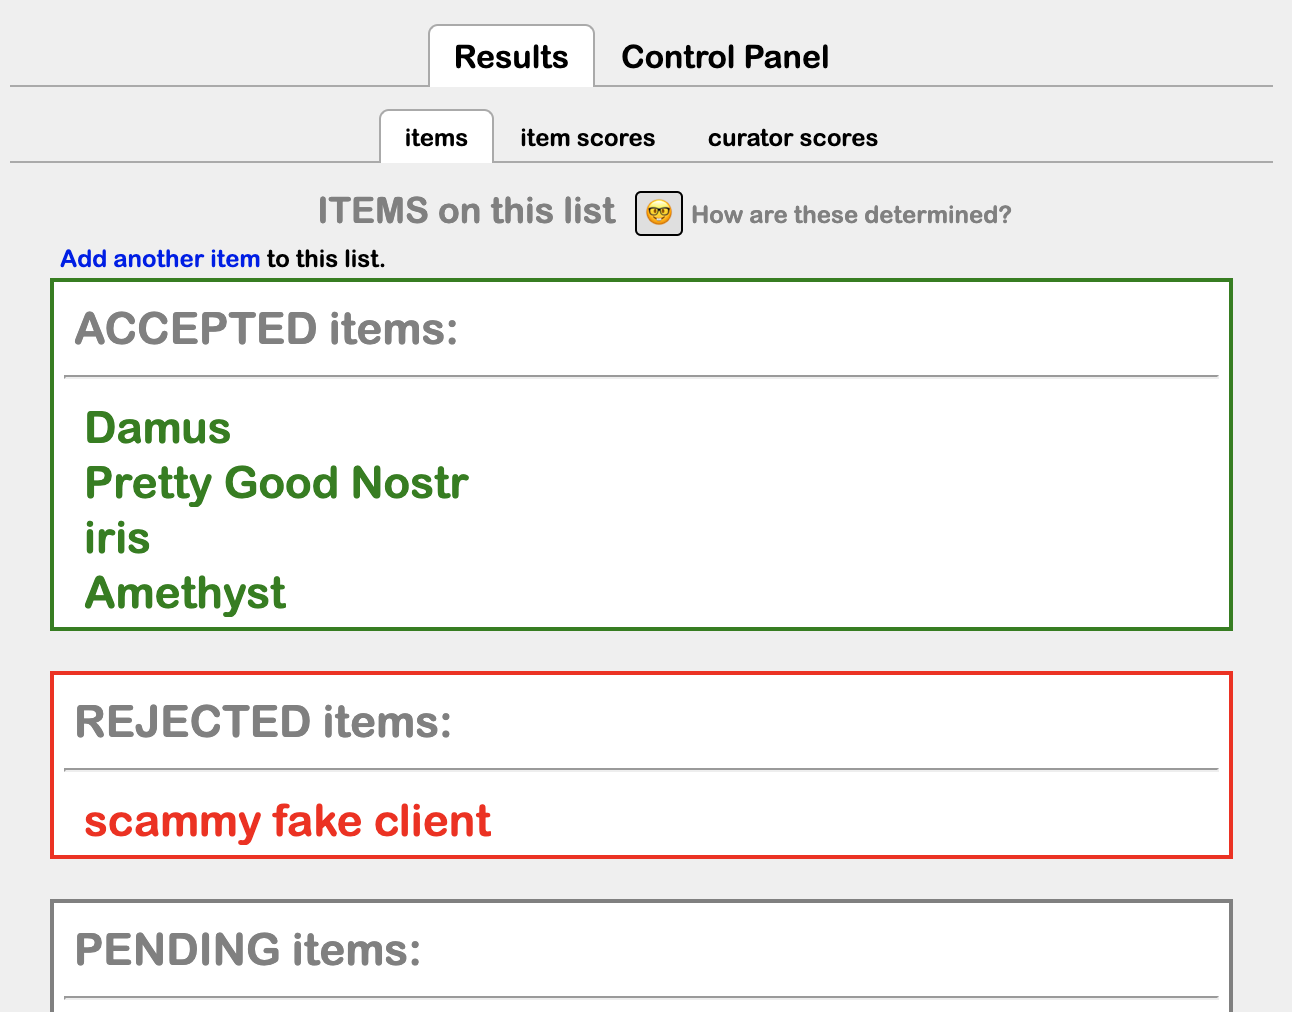 Results Control Panel
items item scores curator scores
ITEMS on this list 🤓 How are these determined?
Add another item to this list.
ACCEPTED items:
Damus
Pretty Good Nostr
iris
Amethyst
REJECTED items:
scammy fake client
PENDING items: